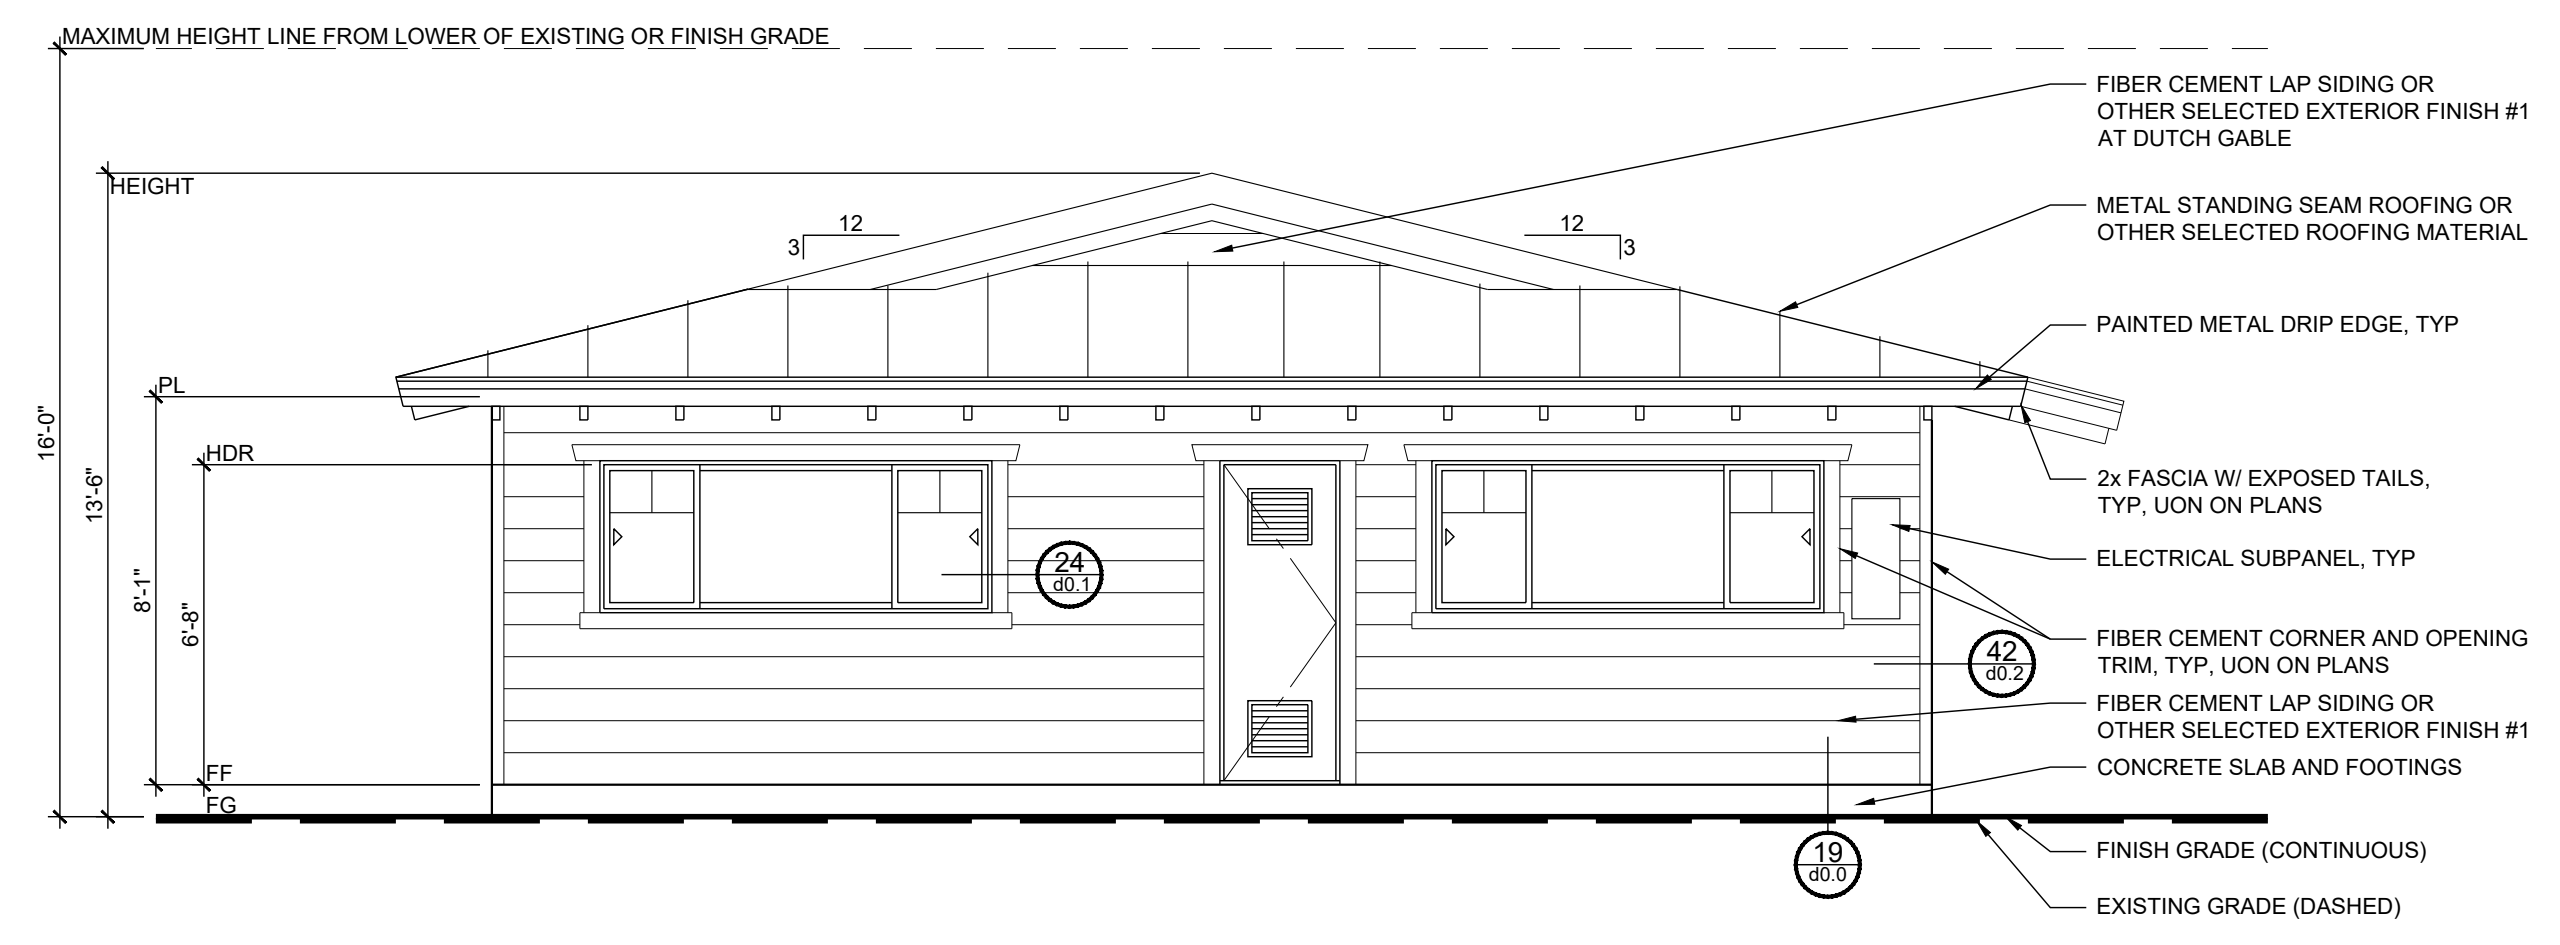 MAXIMUM HEIGHT LINE FROM LOWER OF EXISTING OR FINISH GRADE
HEIGHT
PL
HDR
FF
FG
16'-0"
13'-6"
8'-1"
6'-8"
12
3
12
3
24
d0.1
42
d0.2
19
d0.0
FIBER CEMENT LAP SIDING OR
OTHER SELECTED EXTERIOR FINISH #1
AT DUTCH GABLE
METAL STANDING SEAM ROOFING OR
OTHER SELECTED ROOFING MATERIAL
PAINTED METAL DRIP EDGE, TYP
2x FASCIA W/ EXPOSED TAILS,
TYP, UON ON PLANS
ELECTRICAL SUBPANEL, TYP
FIBER CEMENT CORNER AND OPENING
TRIM, TYP, UON ON PLANS
FIBER CEMENT LAP SIDING OR
OTHER SELECTED EXTERIOR FINISH #1
CONCRETE SLAB AND FOOTINGS
FINISH GRADE (CONTINUOUS)
EXISTING GRADE (DASHED)